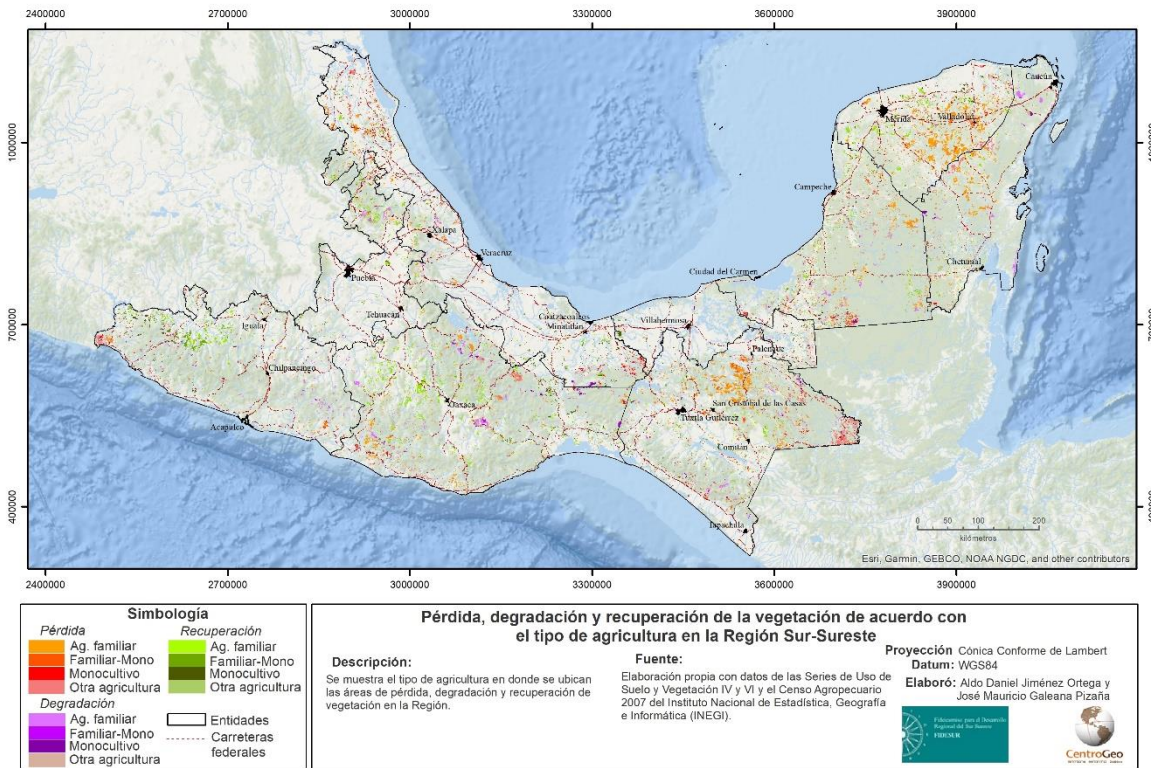 2400000 2700000 3000000 3300000 3600000 3900000
1000000
700000
400000
Cancún
Mérida
Valladolid
Campeche
Xalapa
Veracruz
Chetumal
Puebla
Ciudad del Carmen
Tehuacán
Coatzacoalcos
Minatitlán
Villahermosa
Iguala
Palenque
Chilpancingo
Oaxaca
San Cristóbal de las Casas
Tuxtla Gutiérrez
Acapulco
Comitán
Tapachula
0 50 100 200
kilómetros
Esri, Garmin, GEBCO, NOAA NGDC, and other contributors
2400000 2700000 3000000 3300000 3600000 3900000
Simbología
Pérdida
Ag. familiar
Familiar-Mono
Monocultivo
Otra agricultura
Recuperación
Ag. familiar
Familiar-Mono
Monocultivo
Otra agricultura
Degradación
Ag. familiar
Familiar-Mono
Monocultivo
Otra agricultura
Entidades
Carreteras
federales
Pérdida, degradación y recuperación de la vegetación de acuerdo con
el tipo de agricultura en la Región Sur-Sureste
Descripción:
Se muestra el tipo de agricultura en donde se ubican
las áreas de pérdida, degradación y recuperación de
vegetación en la Región.
Fuente:
Elaboración propia con datos de las Series de Uso de
Suelo y Vegetación IV y VI y el Censo Agropecuario
2007 del Instituto Nacional de Estadística, Geografía
e Informática (INEGI).
Proyección Cónica Conforme de Lambert
Datum: WGS84
Elaboró: Aldo Daniel Jiménez Ortega y
José Mauricio Galeana Pizaña
Fideicomiso para el Desarrollo
Regional del Sur Sureste
FIDESUR
CentroGeo